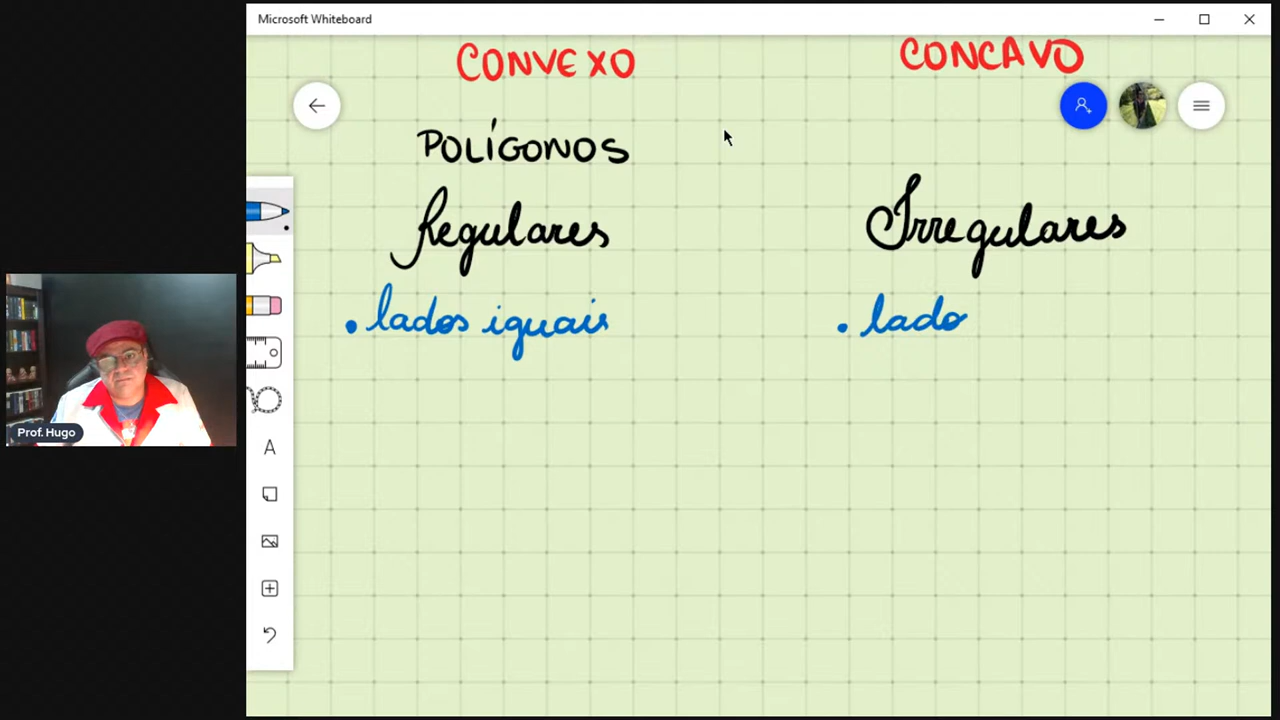 Microsoft Whiteboard
CONVEXO CONCAVO
POLÍGONOS
Regulares Irregulares
• lados iguais • lado
Prof. Hugo
A